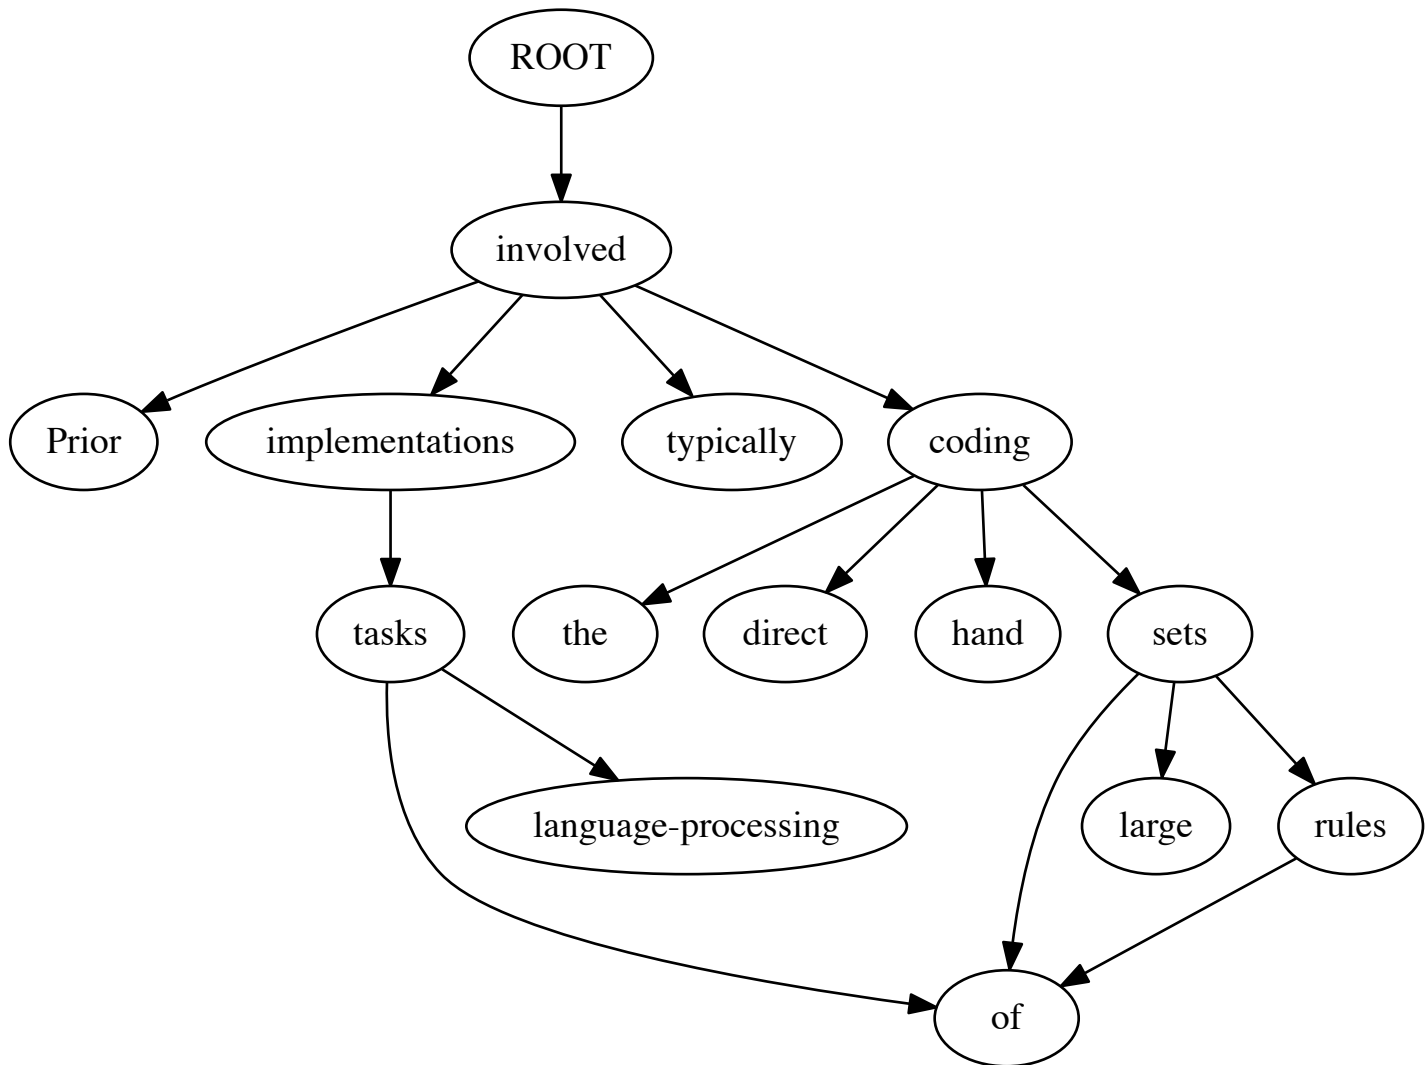 ROOT
involved
Prior
implementations
typically
coding
tasks
the
direct
hand
sets
language-processing
large
rules
of